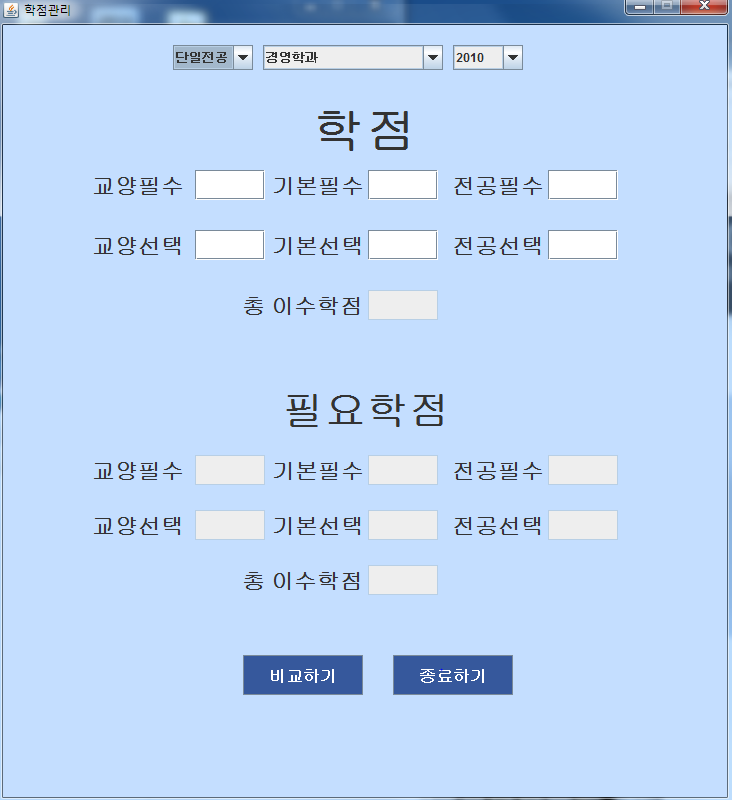 학점관리
단일전공 경영학과 2010
학점
교양필수 기본필수 전공필수
교양선택 기본선택 전공선택
총 이수학점
필요학점
교양필수 기본필수 전공필수
교양선택 기본선택 전공선택
총 이수학점
비교하기 종료하기